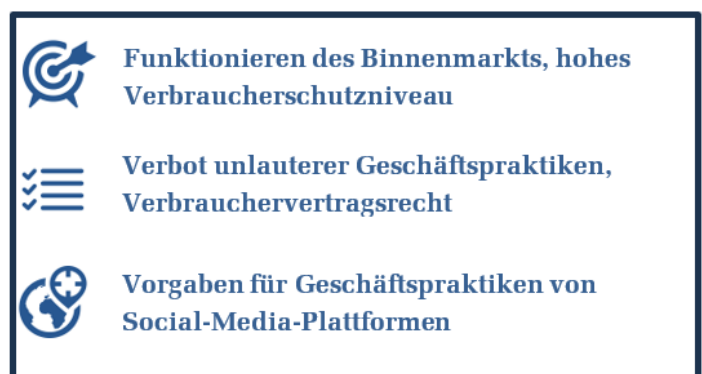 Funktionieren des Binnenmarkts, hohes
Verbraucherschutzniveau
Verbot unlauterer Geschäftspraktiken,
Verbrauchervertragsrecht
Vorgaben für Geschäftspraktiken von
Social-Media-Plattformen